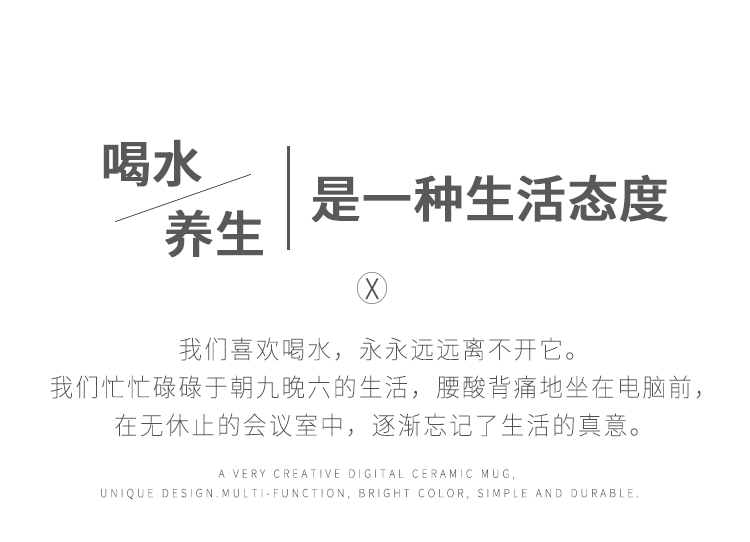 喝水
养生
是一种生活态度
X
我们喜欢喝水，永永远远离不开它。
我们忙忙碌碌于朝九晚六的生活，腰酸背痛地坐在电脑前，
在无休止的会议室中，逐渐忘记了生活的真意。
A VERY CREATIVE DIGITAL CERAMIC MUG,
UNIQUE DESIGN.MULTI-FUNCTION, BRIGHT COLOR, SIMPLE AND DURABLE.